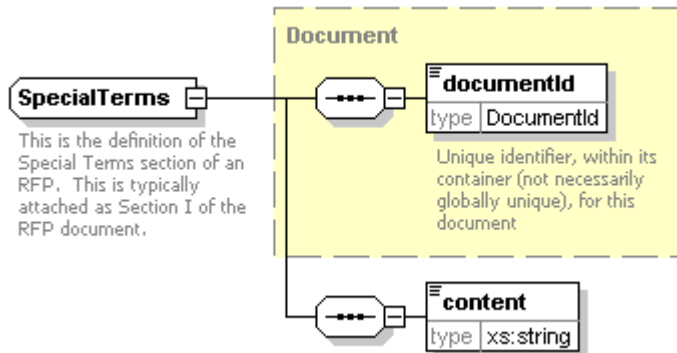 Document
documentId
type DocumentId
Unique identifier, within its
container (not necessarily
globally unique), for this
document
SpecialTerms
This is the definition of the
Special Terms section of an
RFP.  This is typically
attached as Section I of the
RFP document.
content
type xs:string